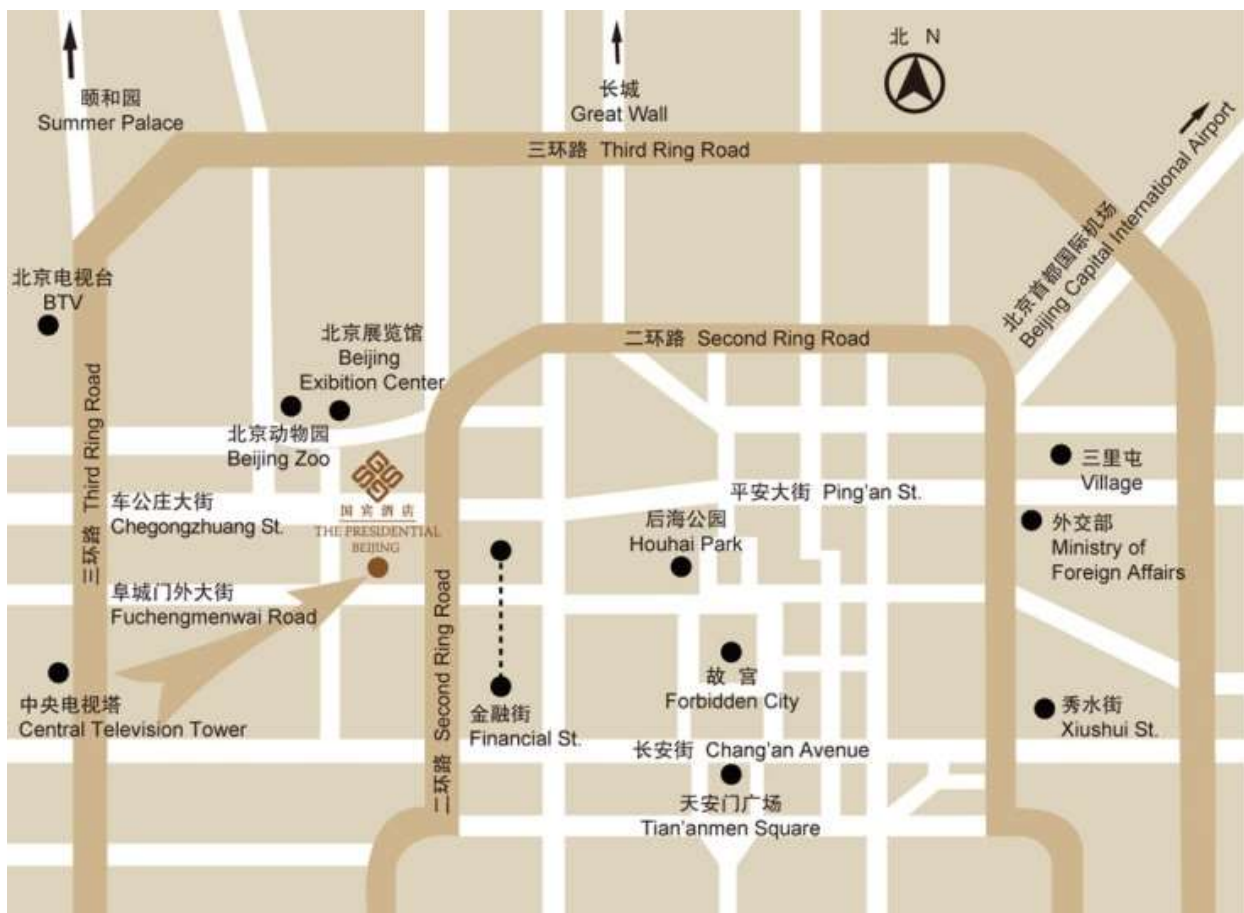 北 N
颐和园
Summer Palace
长城
Great Wall
三环路 Third Ring Road
北京首都国际机场
Beijing Capital International Airport
北京电视台
BTV
北京展览馆
Beijing
Exibition Center
二环路 Second Ring Road
三环路 Third Ring Road
北京动物园
Beijing Zoo
三里屯
Village
车公庄大街
Chegongzhuang St.
国宾酒店
THE PRESIDENTIAL
BEIJING
平安大街 Ping'an St.
后海公园
Houhai Park
外交部
Ministry of
Foreign Affairs
阜城门外大街
Fuchengmenwai Road
二环路 Second Ring Road
故 宫
Forbidden City
中央电视塔
Central Television Tower
金融街
Financial St.
秀水街
Xiushui St.
长安街 Chang'an Avenue
天安门广场
Tian'anmen Square